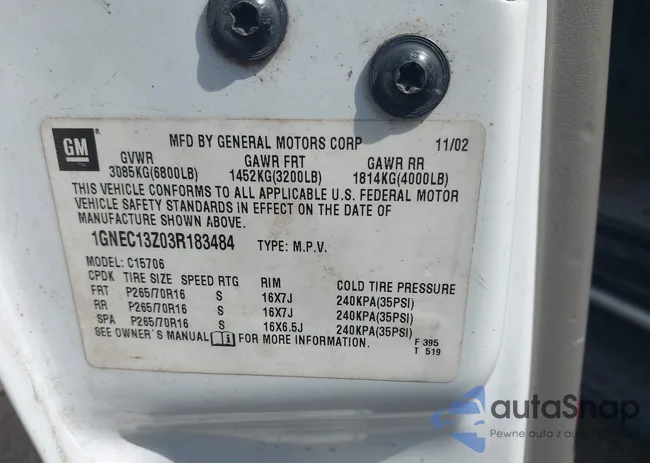 GM
MFD BY GENERAL MOTORS CORP 11/02
GVWR GAWR FRT GAWR RR
3085KG(6800LB) 1452KG(3200LB) 1814KG(4000LB)
THIS VEHICLE CONFORMS TO ALL APPLICABLE U.S. FEDERAL MOTOR
VEHICLE SAFETY STANDARDS IN EFFECT ON THE DATE OF
MANUFACTURE SHOWN ABOVE.
1GNEC13Z03R183484 TYPE: M.P.V.
MODEL: C15706
CPDK TIRE SIZE SPEED RTG RIM COLD TIRE PRESSURE
FRT P265/70R16 S 16X7J 240KPA(35PSI)
RR P265/70R16 S 16X7J 240KPA(35PSI)
SPA P265/70R16 S 16X6.5J 240KPA(35PSI)
SEE OWNER'S MANUAL FOR MORE INFORMATION.
F 395
T 519
autaSnap
Pewne auta z aukcji